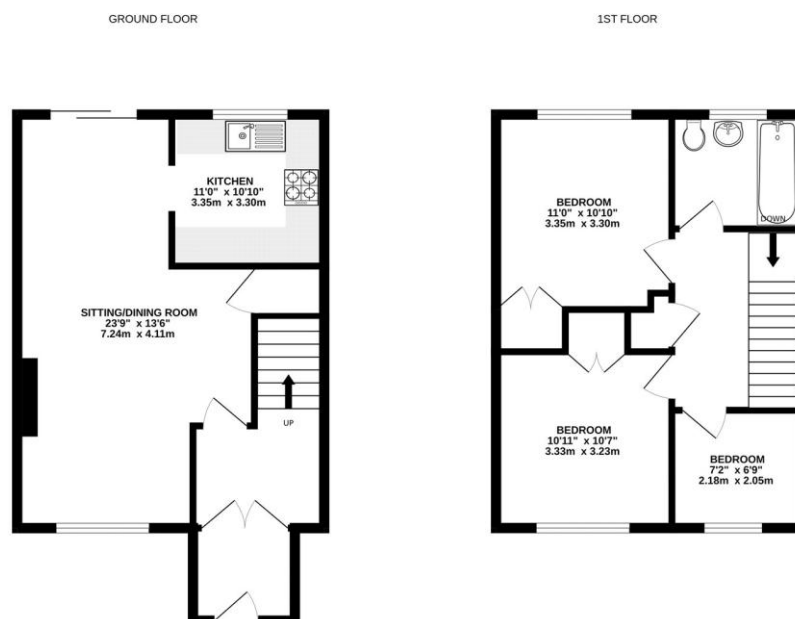 GROUND FLOOR
KITCHEN
11'0" x 10'10"
3.35m x 3.30m
SITTING/DINING ROOM
23'9" x 13'6"
7.24m x 4.11m
UP
1ST FLOOR
BEDROOM
11'0" x 10'10"
3.35m x 3.30m
DOWN
BEDROOM
10'11" x 10'7"
3.33m x 3.23m
BEDROOM
7'2" x 6'9"
2.18m x 2.05m